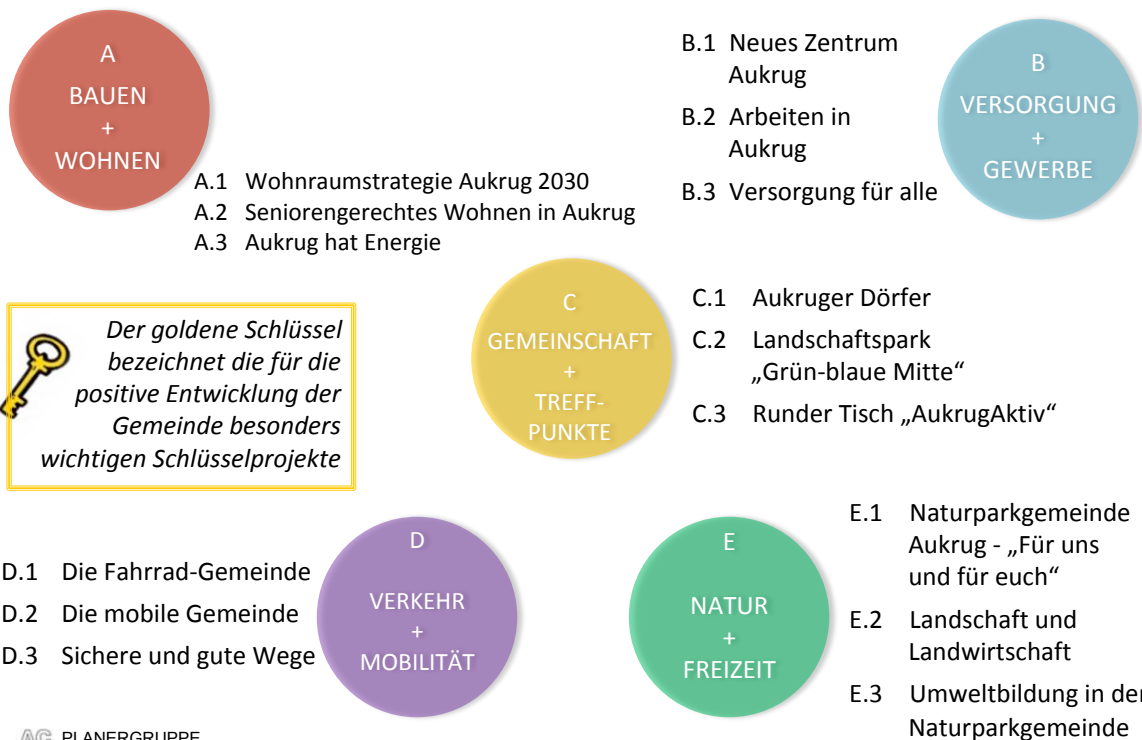 A
BAUEN
+
WOHNEN
A.1 Wohnraumstrategie Aukrug 2030
A.2 Seniorengerechtes Wohnen in Aukrug
A.3 Aukrug hat Energie
B.1 Neues Zentrum
Aukrug
B.2 Arbeiten in
Aukrug
B.3 Versorgung für alle
B
VERSORGUNG
+
GEWERBE
Der goldene Schlüssel
bezeichnet die für die
positive Entwicklung der
Gemeinde besonders
wichtigen Schlüsselprojekte
C
GEMEINSCHAFT
+
TREFF-
PUNKTE
C.1 Aukruger Dörfer
C.2 Landschaftspark
„Grün-blaue Mitte“
C.3 Runder Tisch „AukrugAktiv“
D.1 Die Fahrrad-Gemeinde
D.2 Die mobile Gemeinde
D.3 Sichere und gute Wege
D
VERKEHR
+
MOBILITÄT
E
NATUR
+
FREIZEIT
E.1 Naturparkgemeinde
Aukrug - „Für uns
und für euch“
E.2 Landschaft und
Landwirtschaft
E.3 Umweltbildung in der
Naturparkgemeinde
AC PLANERGRUPPE